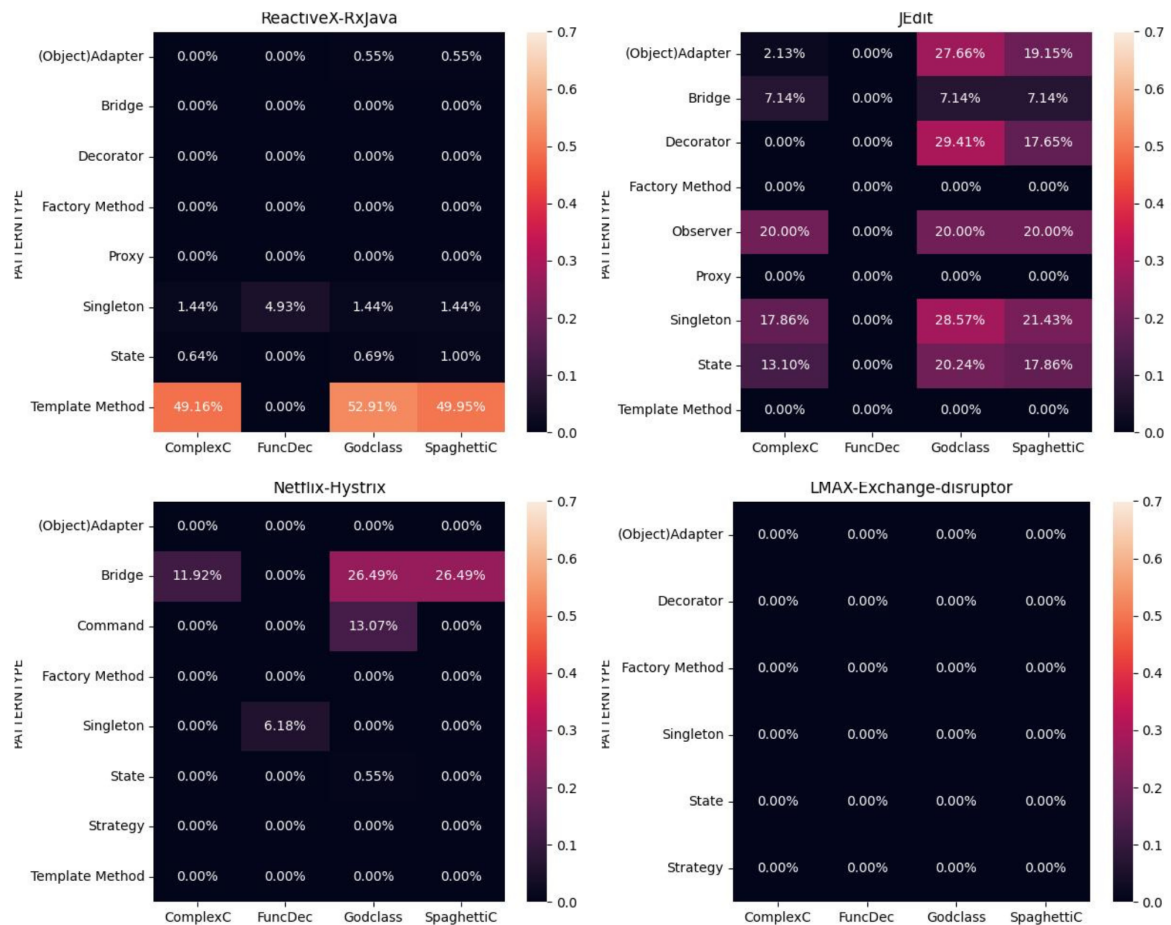 ReactiveX-RxJava
(Object)Adapter 0.00% 0.00% 0.55% 0.55%
Bridge 0.00% 0.00% 0.00% 0.00%
Decorator 0.00% 0.00% 0.00% 0.00%
Factory Method 0.00% 0.00% 0.00% 0.00%
Proxy 0.00% 0.00% 0.00% 0.00%
Singleton 1.44% 4.93% 1.44% 1.44%
State 0.64% 0.00% 0.69% 1.00%
Template Method 49.16% 0.00% 52.91% 49.95%
ComplexC FuncDec Godclass SpaghettiC
PATTERNTYPE
0.7
0.6
0.5
0.4
0.3
0.2
0.1
0.0
JEdit
(Object)Adapter 2.13% 0.00% 27.66% 19.15%
Bridge 7.14% 0.00% 7.14% 7.14%
Decorator 0.00% 0.00% 29.41% 17.65%
Factory Method 0.00% 0.00% 0.00% 0.00%
Observer 20.00% 0.00% 20.00% 20.00%
Proxy 0.00% 0.00% 0.00% 0.00%
Singleton 17.86% 0.00% 28.57% 21.43%
State 13.10% 0.00% 20.24% 17.86%
Template Method 0.00% 0.00% 0.00% 0.00%
ComplexC FuncDec Godclass SpaghettiC
PATTERNTYPE
0.7
0.6
0.5
0.4
0.3
0.2
0.1
0.0
Netflix-Hystrix
(Object)Adapter 0.00% 0.00% 0.00% 0.00%
Bridge 11.92% 0.00% 26.49% 26.49%
Command 0.00% 0.00% 13.07% 0.00%
Factory Method 0.00% 0.00% 0.00% 0.00%
Singleton 0.00% 6.18% 0.00% 0.00%
State 0.00% 0.00% 0.55% 0.00%
Strategy 0.00% 0.00% 0.00% 0.00%
Template Method 0.00% 0.00% 0.00% 0.00%
ComplexC FuncDec Godclass SpaghettiC
PATTERNTYPE
0.7
0.6
0.5
0.4
0.3
0.2
0.1
0.0
LMAX-Exchange-disruptor
(Object)Adapter 0.00% 0.00% 0.00% 0.00%
Decorator 0.00% 0.00% 0.00% 0.00%
Factory Method 0.00% 0.00% 0.00% 0.00%
Singleton 0.00% 0.00% 0.00% 0.00%
State 0.00% 0.00% 0.00% 0.00%
Strategy 0.00% 0.00% 0.00% 0.00%
ComplexC FuncDec Godclass SpaghettiC
PATTERNTYPE
0.7
0.6
0.5
0.4
0.3
0.2
0.1
0.0